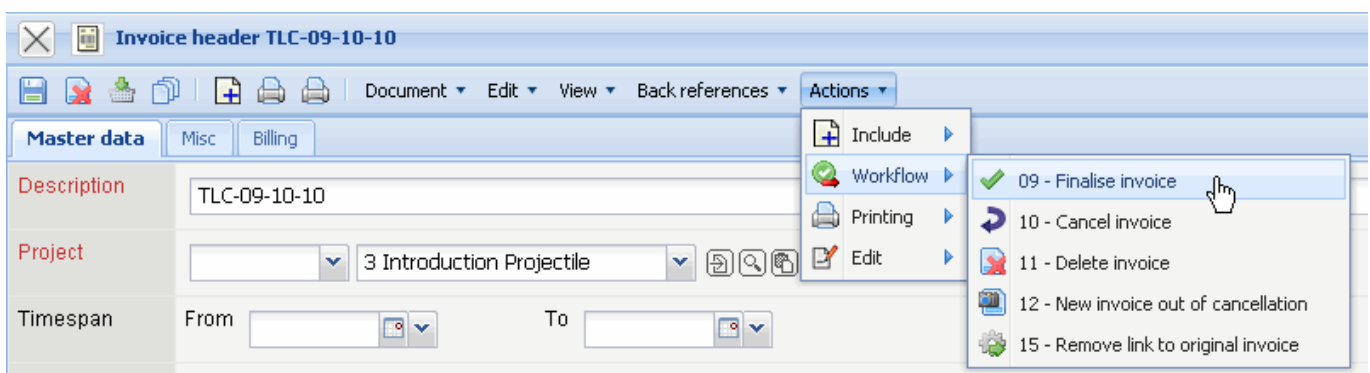 Invoice header TLC-09-10-10
Document Edit View Back references Actions
Master data Misc Billing
Include
Workflow
Printing
Edit
09 - Finalise invoice
10 - Cancel invoice
11 - Delete invoice
12 - New invoice out of cancellation
15 - Remove link to original invoice
Description TLC-09-10-10
Project 3 Introduction Projectile
Timespan From To